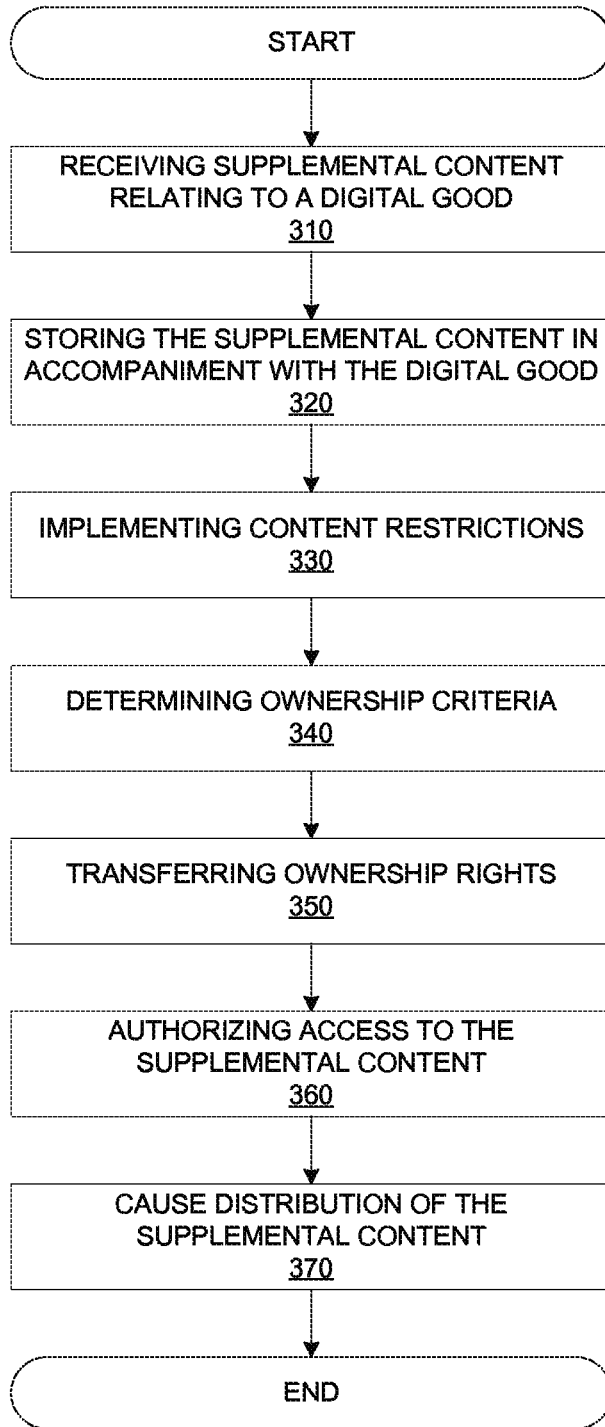 START
RECEIVING SUPPLEMENTAL CONTENT
RELATING TO A DIGITAL GOOD
310
STORING THE SUPPLEMENTAL CONTENT IN
ACCOMPANIMENT WITH THE DIGITAL GOOD
320
IMPLEMENTING CONTENT RESTRICTIONS
330
DETERMINING OWNERSHIP CRITERIA
340
TRANSFERRING OWNERSHIP RIGHTS
350
AUTHORIZING ACCESS TO THE
SUPPLEMENTAL CONTENT
360
CAUSE DISTRIBUTION OF THE
SUPPLEMENTAL CONTENT
370
END